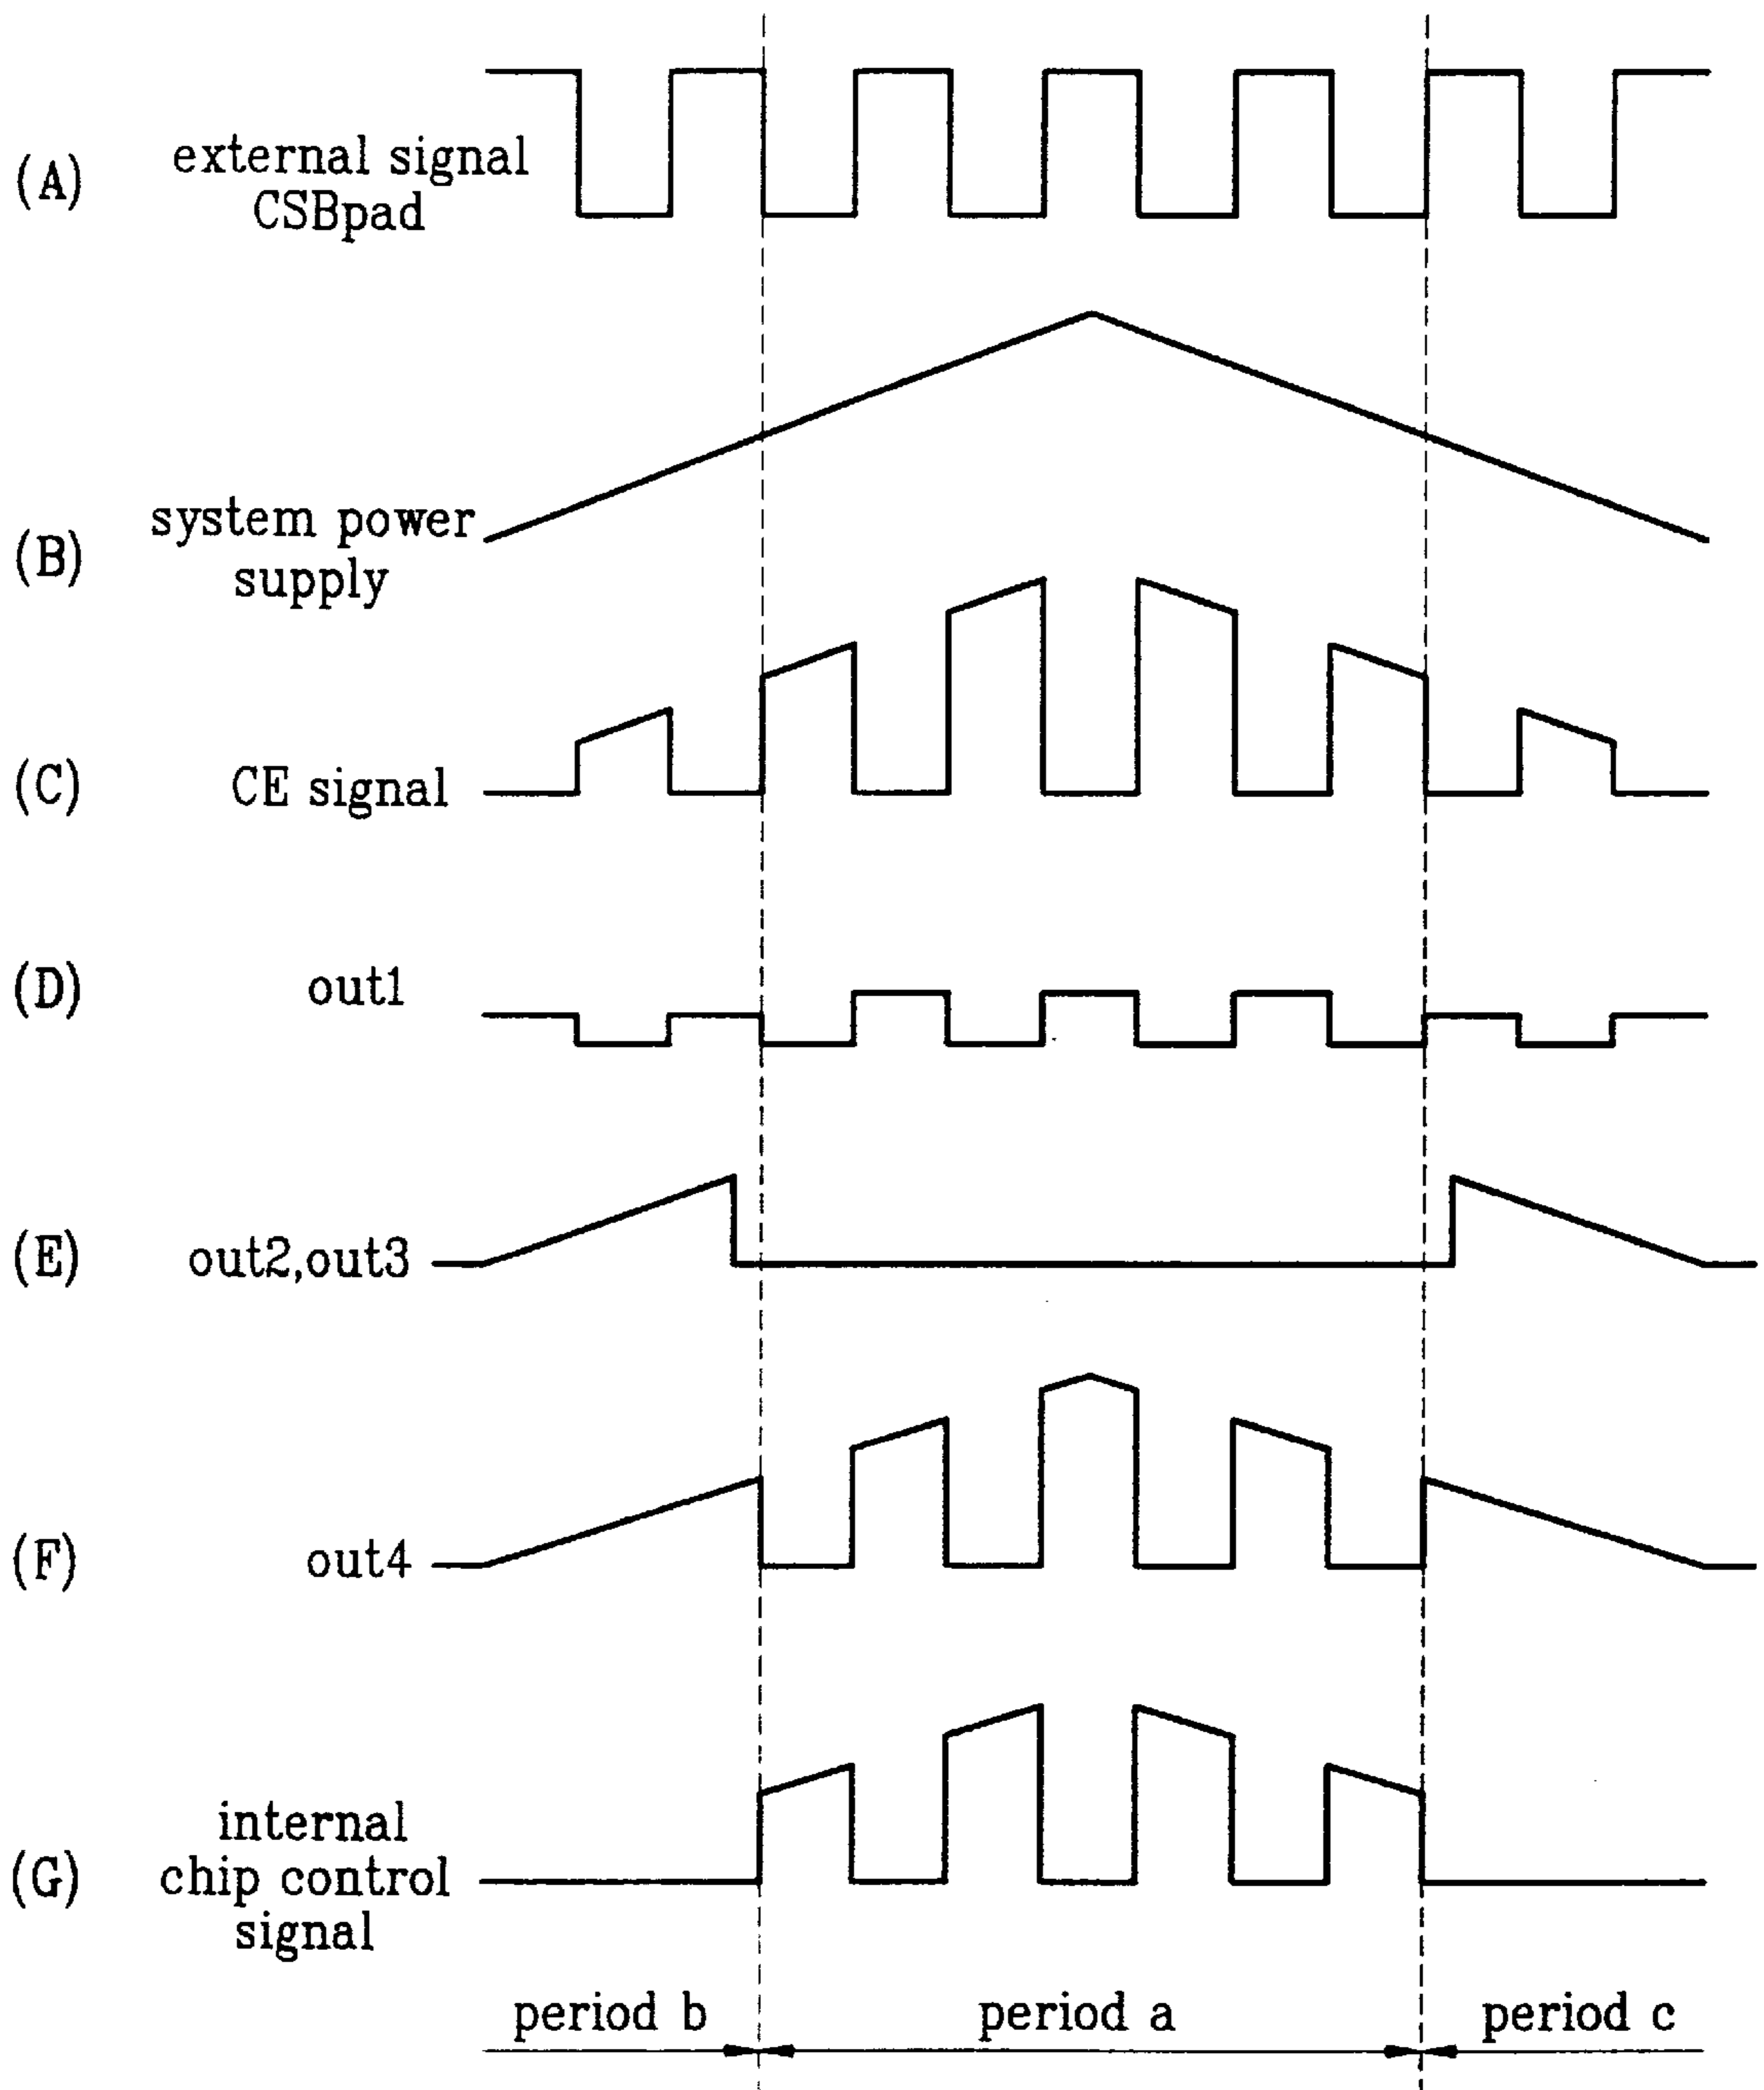 (A)
external signal
CSBpad
(B)
system power
supply
(C)
CE signal
(D)
out1
(E)
out2,out3
(F)
out4
(G)
internal
chip control
signal
period b
period a
period c